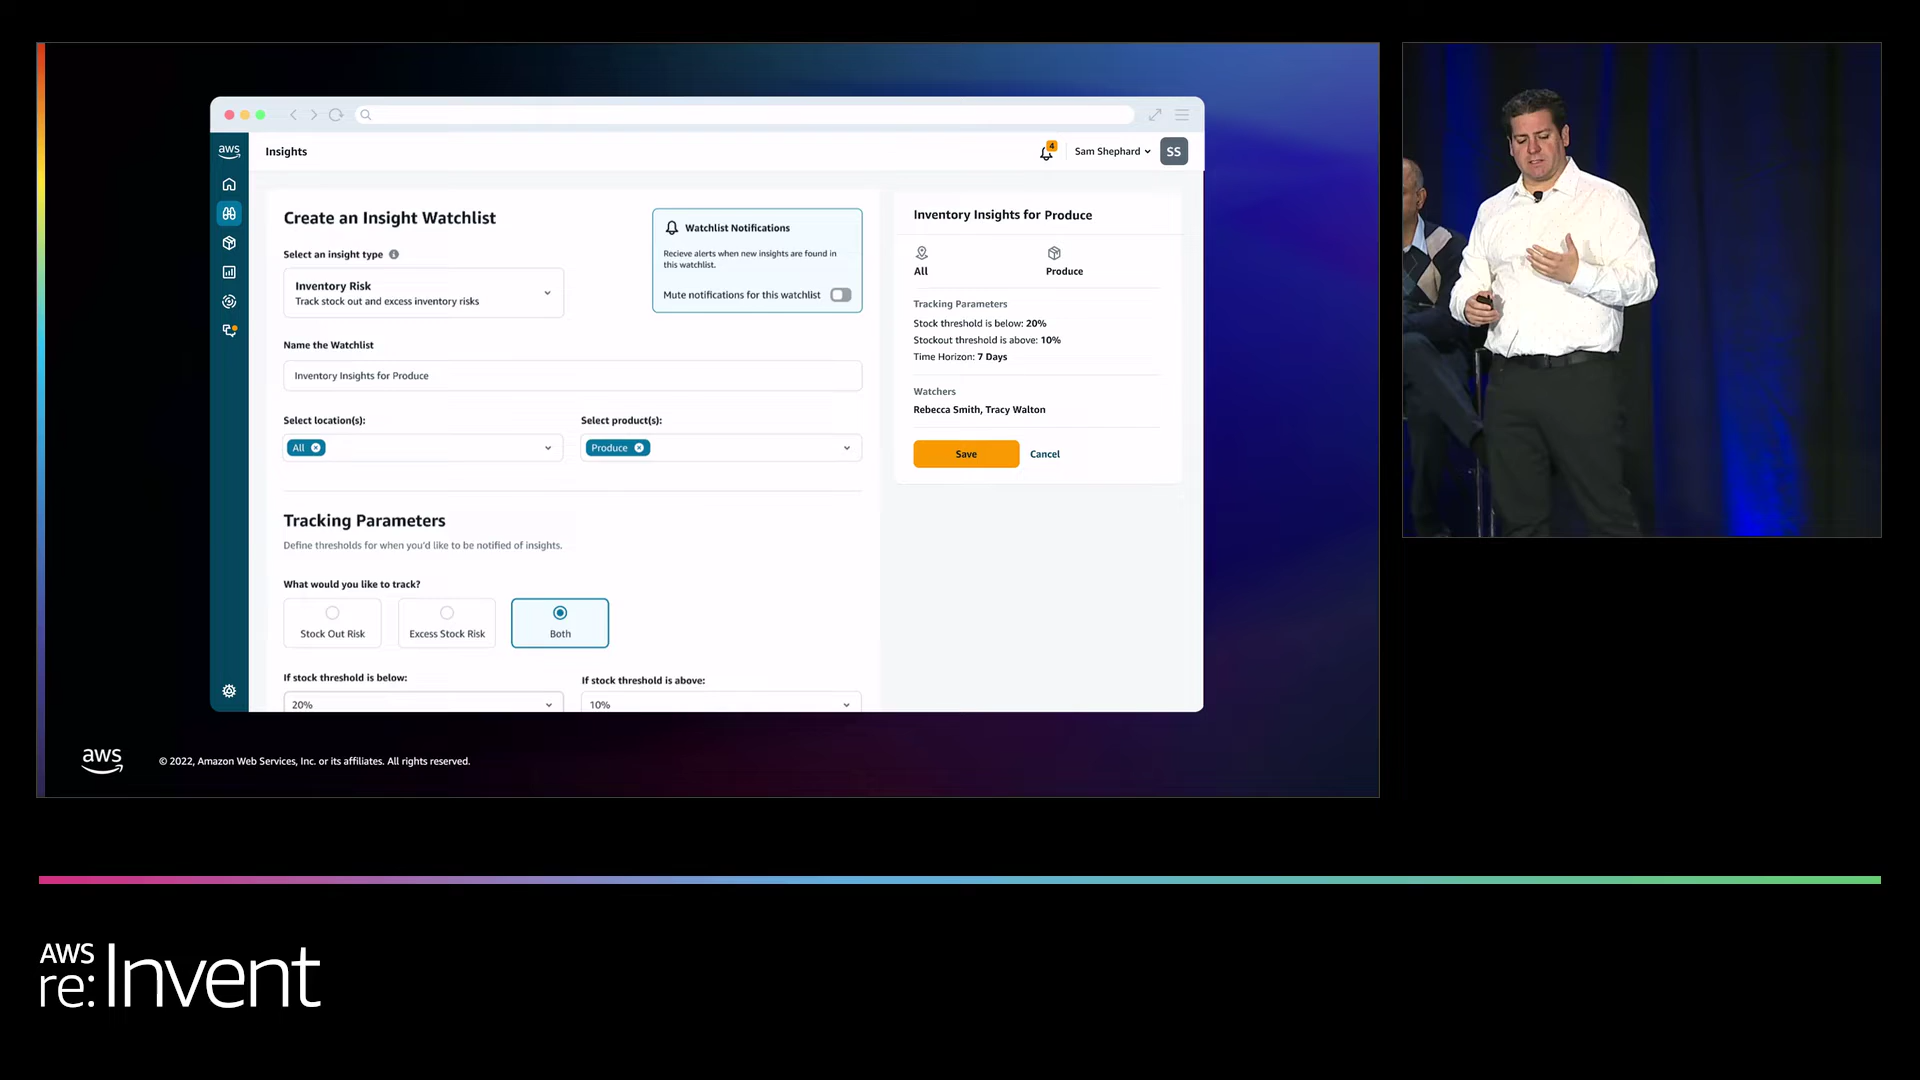 aws
Insights
4
Sam Shephard
SS
Create an Insight Watchlist
Select an insight type
Inventory Risk
Track stock out and excess inventory risks
Watchlist Notifications
Recieve alerts when new insights are found in
this watchlist.
Mute notifications for this watchlist
Name the Watchlist
Inventory Insights for Produce
Select location(s):
Select product(s):
All
Produce
Tracking Parameters
Define thresholds for when you'd like to be notified of insights.
What would you like to track?
Stock Out Risk
Excess Stock Risk
Both
If stock threshold is below:
If stock threshold is above:
20%
10%
Inventory Insights for Produce
All
Produce
Tracking Parameters
Stock threshold is below: 20%
Stockout threshold is above: 10%
Time Horizon: 7 Days
Watchers
Rebecca Smith, Tracy Walton
Save
Cancel
aws
© 2022, Amazon Web Services, Inc. or its affiliates. All rights reserved.
AWS
re:Invent